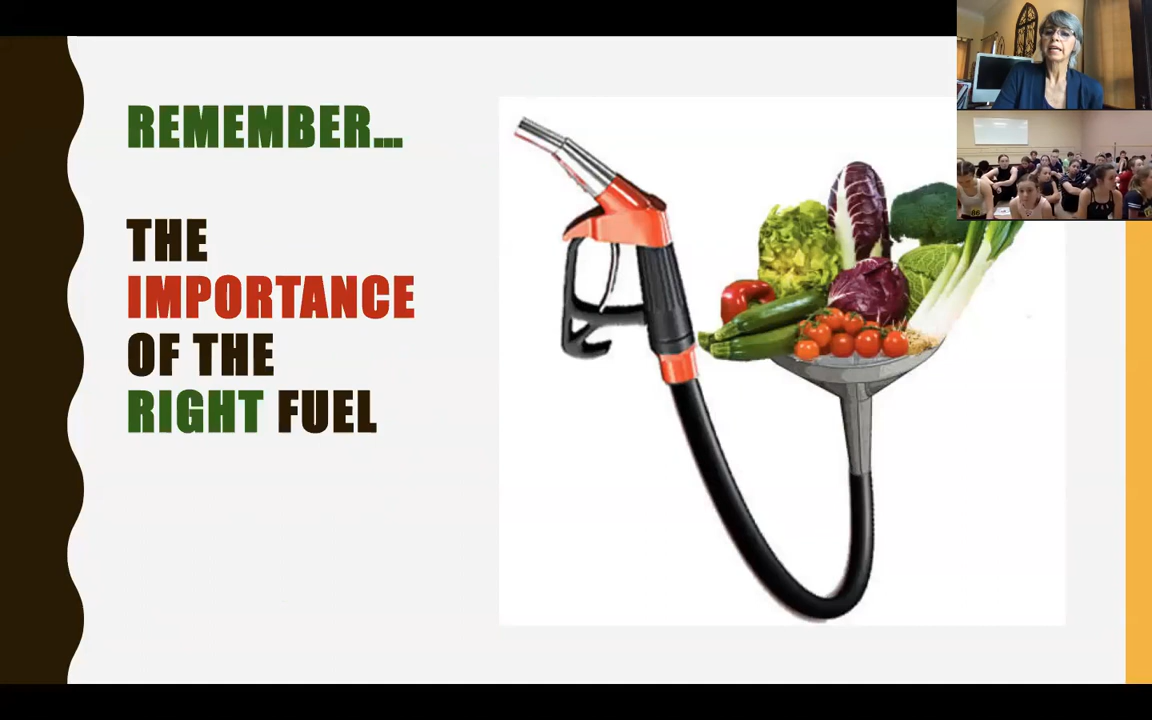 REMEMBER...
THE
IMPORTANCE
OF THE
RIGHT FUEL